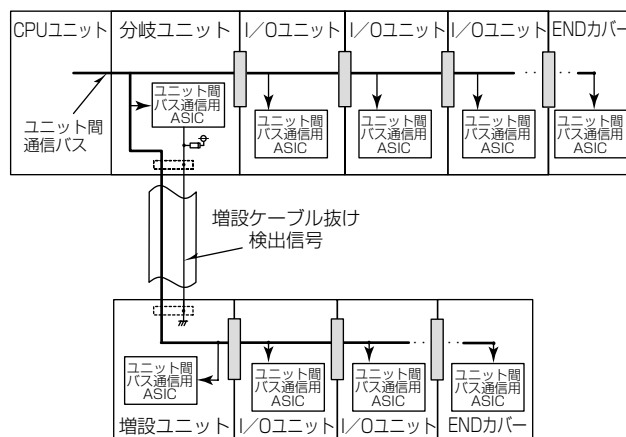 CPUユニット
分岐ユニット
I/Oユニット
I/Oユニット
I/Oユニット
ENDカバー
ユニット間
バス通信用
ASIC
ユニット間
バス通信用
ASIC
ユニット間
バス通信用
ASIC
ユニット間
バス通信用
ASIC
ユニット間
バス通信用
ASIC
ユニット間
通信バス
増設ケーブル抜け
検出信号
ユニット間
バス通信用
ASIC
ユニット間
バス通信用
ASIC
ユニット間
バス通信用
ASIC
ユニット間
バス通信用
ASIC
増設ユニット
I/Oユニット
I/Oユニット
ENDカバー